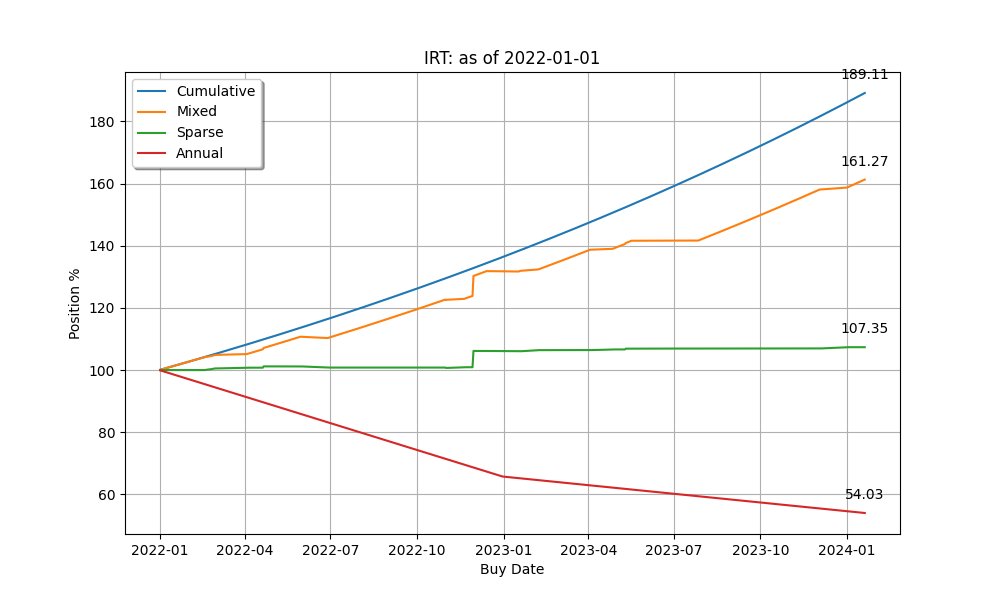 IRT: as of 2022-01-01
189.11
Cumulative
Mixed
Sparse
Annual
161.27
107.35
54.03
180
160
140
120
100
80
60
Position %
2022-01 2022-04 2022-07 2022-10 2023-01 2023-04 2023-07 2023-10 2024-01
Buy Date